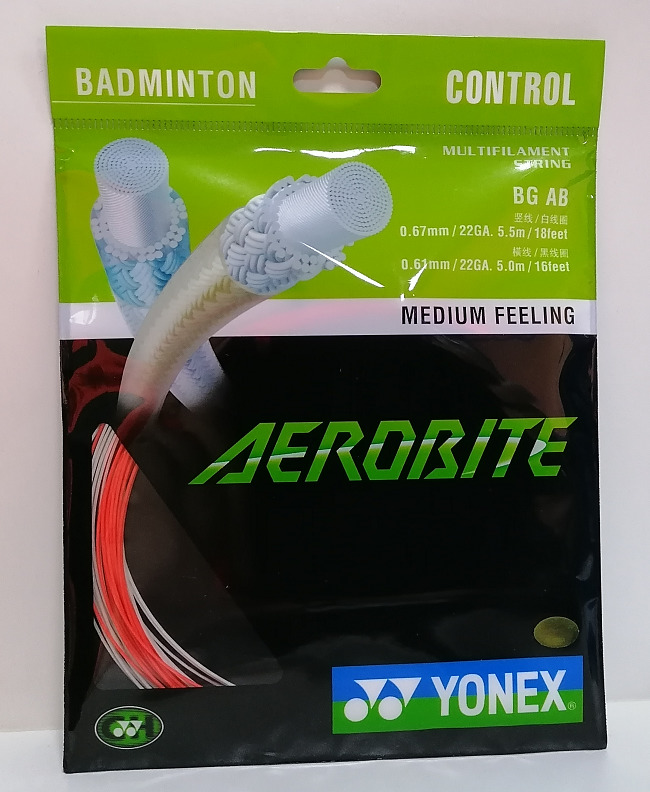 BADMINTON
CONTROL
MULTIFILAMENT
STRING
BG AB
竖线/白线圈
0.67mm/22GA. 5.5m/18feet
横线/黑线圈
0.61mm/22GA. 5.0m/16feet
MEDIUM FEELING
AEROBITE
YONEX®